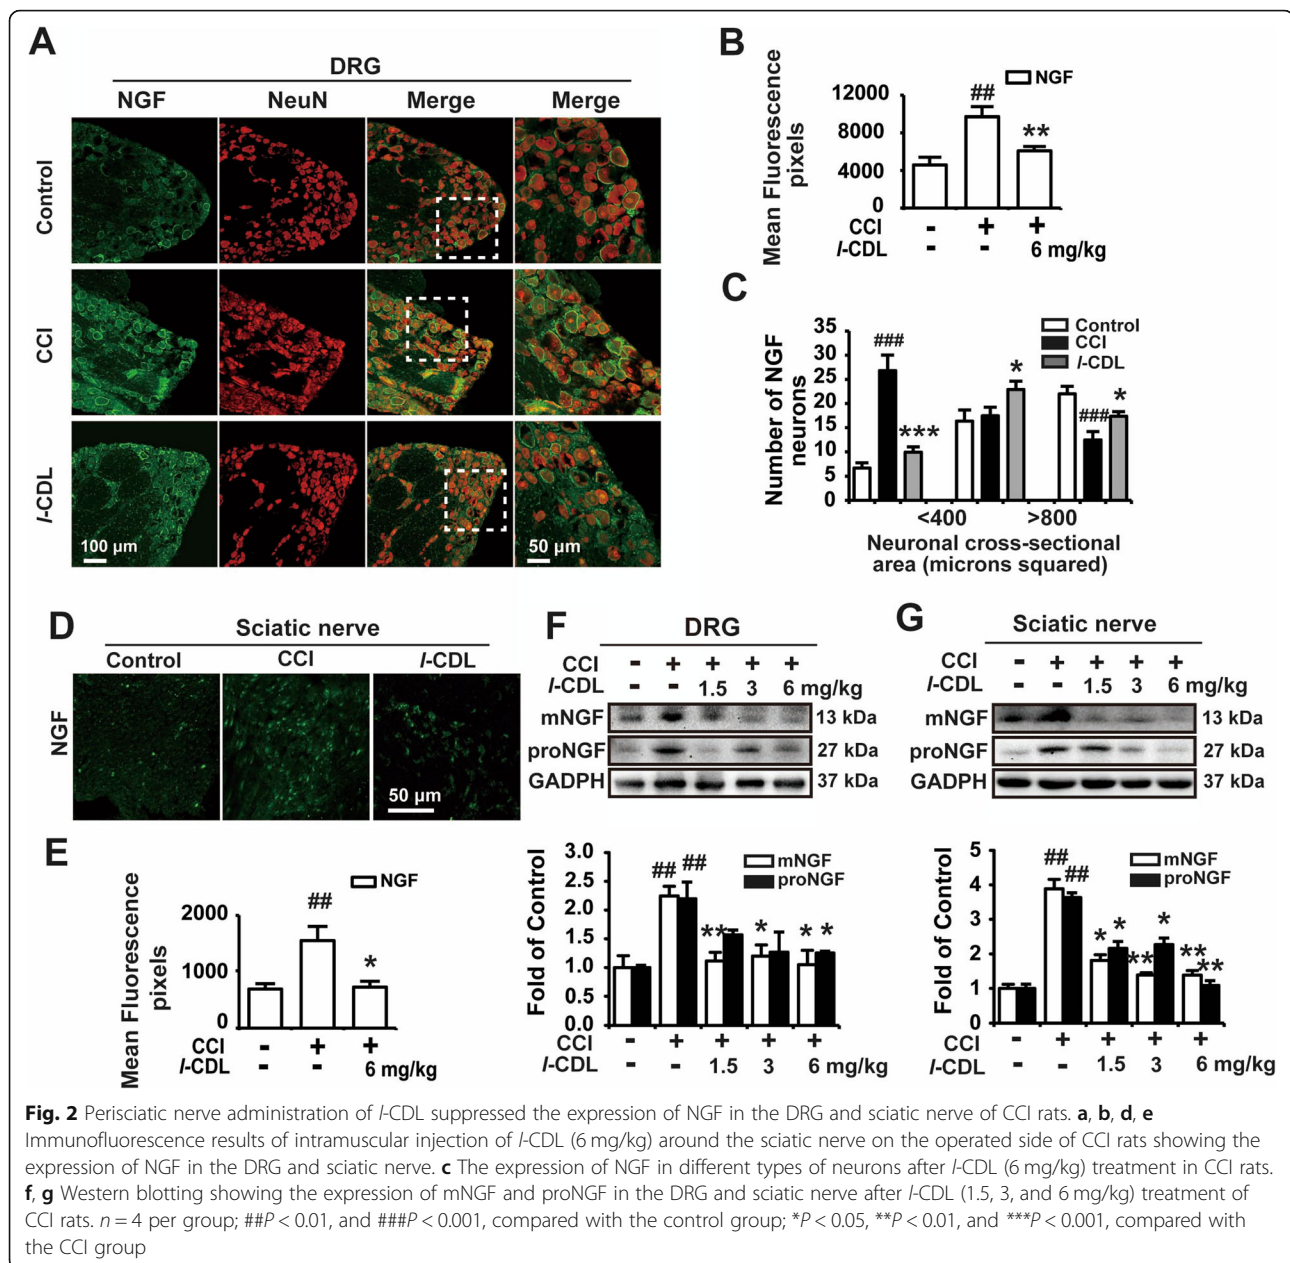 A
DRG
NGF NeuN Merge Merge
Control
CCI
l-CDL
100 μm
50 μm
B
NGF
Mean Fluorescence
pixels
12000
8000
4000
0
##
**
CCI - + +
l-CDL - - 6 mg/kg
C
Number of NGF
neurons
35
30
25
20
15
10
5
0
Control
CCI
l-CDL
###
***
*
###
*
<400 >800
Neuronal cross-sectional
area (microns squared)
D
Sciatic nerve
Control CCI l-CDL
NGF
50 μm
E
NGF
Mean Fluorescence
pixels
2000
1000
0
##
*
CCI - + +
l-CDL - - 6 mg/kg
F
DRG
CCI - + + + +
l-CDL - - 1.5 3 6 mg/kg
mNGF 13 kDa
proNGF 27 kDa
GADPH 37 kDa
Fold of Control
3.0
2.5
2.0
1.5
1.0
0.5
0.0
mNGF
proNGF
## ##
** * * *
CCI - + + + +
l-CDL - - 1.5 3 6 mg/kg
G
Sciatic nerve
CCI - + + + +
l-CDL - - 1.5 3 6 mg/kg
mNGF 13 kDa
proNGF 27 kDa
GADPH 37 kDa
Fold of Control
5
4
3
2
1
0
mNGF
proNGF
## ##
* * ** * ** **
CCI - + + + +
l-CDL - - 1.5 3 6 mg/kg
Fig. 2 Perisciatic nerve administration of l-CDL suppressed the expression of NGF in the DRG and sciatic nerve of CCI rats. a, b, d, e
Immunofluorescence results of intramuscular injection of l-CDL (6 mg/kg) around the sciatic nerve on the operated side of CCI rats showing the
expression of NGF in the DRG and sciatic nerve. c The expression of NGF in different types of neurons after l-CDL (6 mg/kg) treatment in CCI rats.
f, g Western blotting showing the expression of mNGF and proNGF in the DRG and sciatic nerve after l-CDL (1.5, 3, and 6 mg/kg) treatment of
CCI rats. n = 4 per group; ##P < 0.01, and ###P < 0.001, compared with the control group; *P < 0.05, **P < 0.01, and ***P < 0.001, compared with
the CCI group